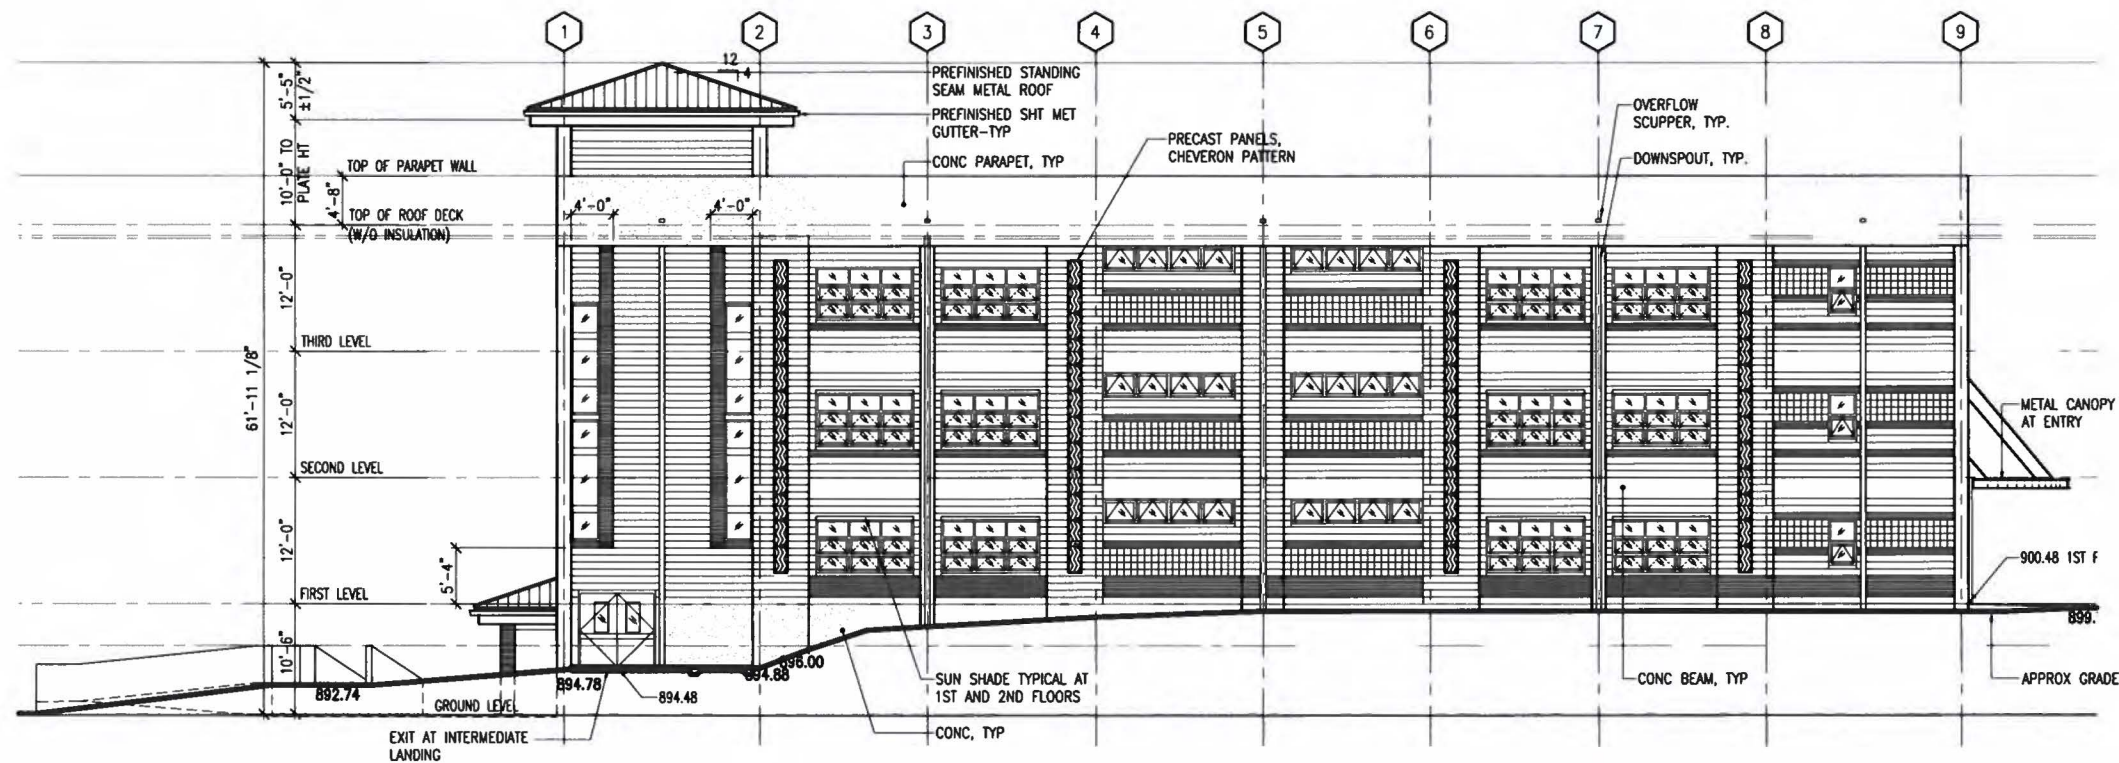 1
2
3
4
5
6
7
8
9
12
4
PREFINISHED STANDING
SEAM METAL ROOF
PREFINISHED SHT MET
GUTTER-TYP
CONC PARAPET, TYP
PRECAST PANELS,
CHEVERON PATTERN
OVERFLOW
SCUPPER, TYP.
DOWNSPOUT, TYP.
5'-5"
±1/2"
10'-0" TO
PLATE HT
TOP OF PARAPET WALL
4'-8"
TOP OF ROOF DECK
(W/O INSULATION)
4'-0"
4'-0"
12'-0"
THIRD LEVEL
61'-11 1/8"
12'-0"
SECOND LEVEL
12'-0"
5'-4"
FIRST LEVEL
10'-6"
METAL CANOPY
AT ENTRY
900.48 1ST F
899.
892.74
894.78
894.48
894.88
896.00
GROUND LEVEL
EXIT AT INTERMEDIATE
LANDING
SUN SHADE TYPICAL AT
1ST AND 2ND FLOORS
CONC, TYP
CONC BEAM, TYP
APPROX GRADE